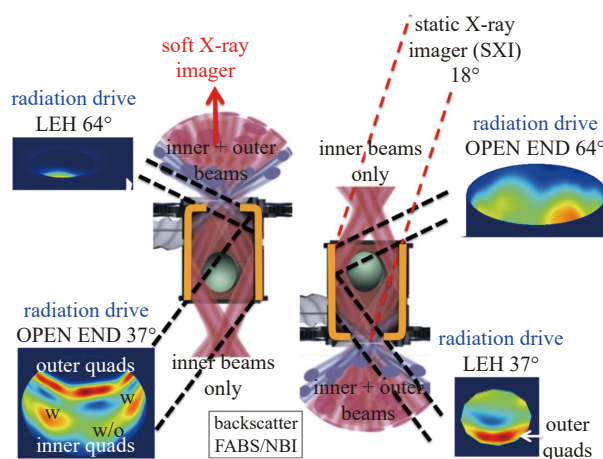 soft X-ray
imager
static X-ray
imager (SXI)
18°
radiation drive
LEH 64°
inner + outer
beams
inner beams
only
radiation drive
OPEN END 64°
radiation drive
OPEN END 37°
outer quads
w
w
w/o
inner quads
inner beams
only
backscatter
FABS/NBI
inner + outer
beams
radiation drive
LEH 37°
outer
quads